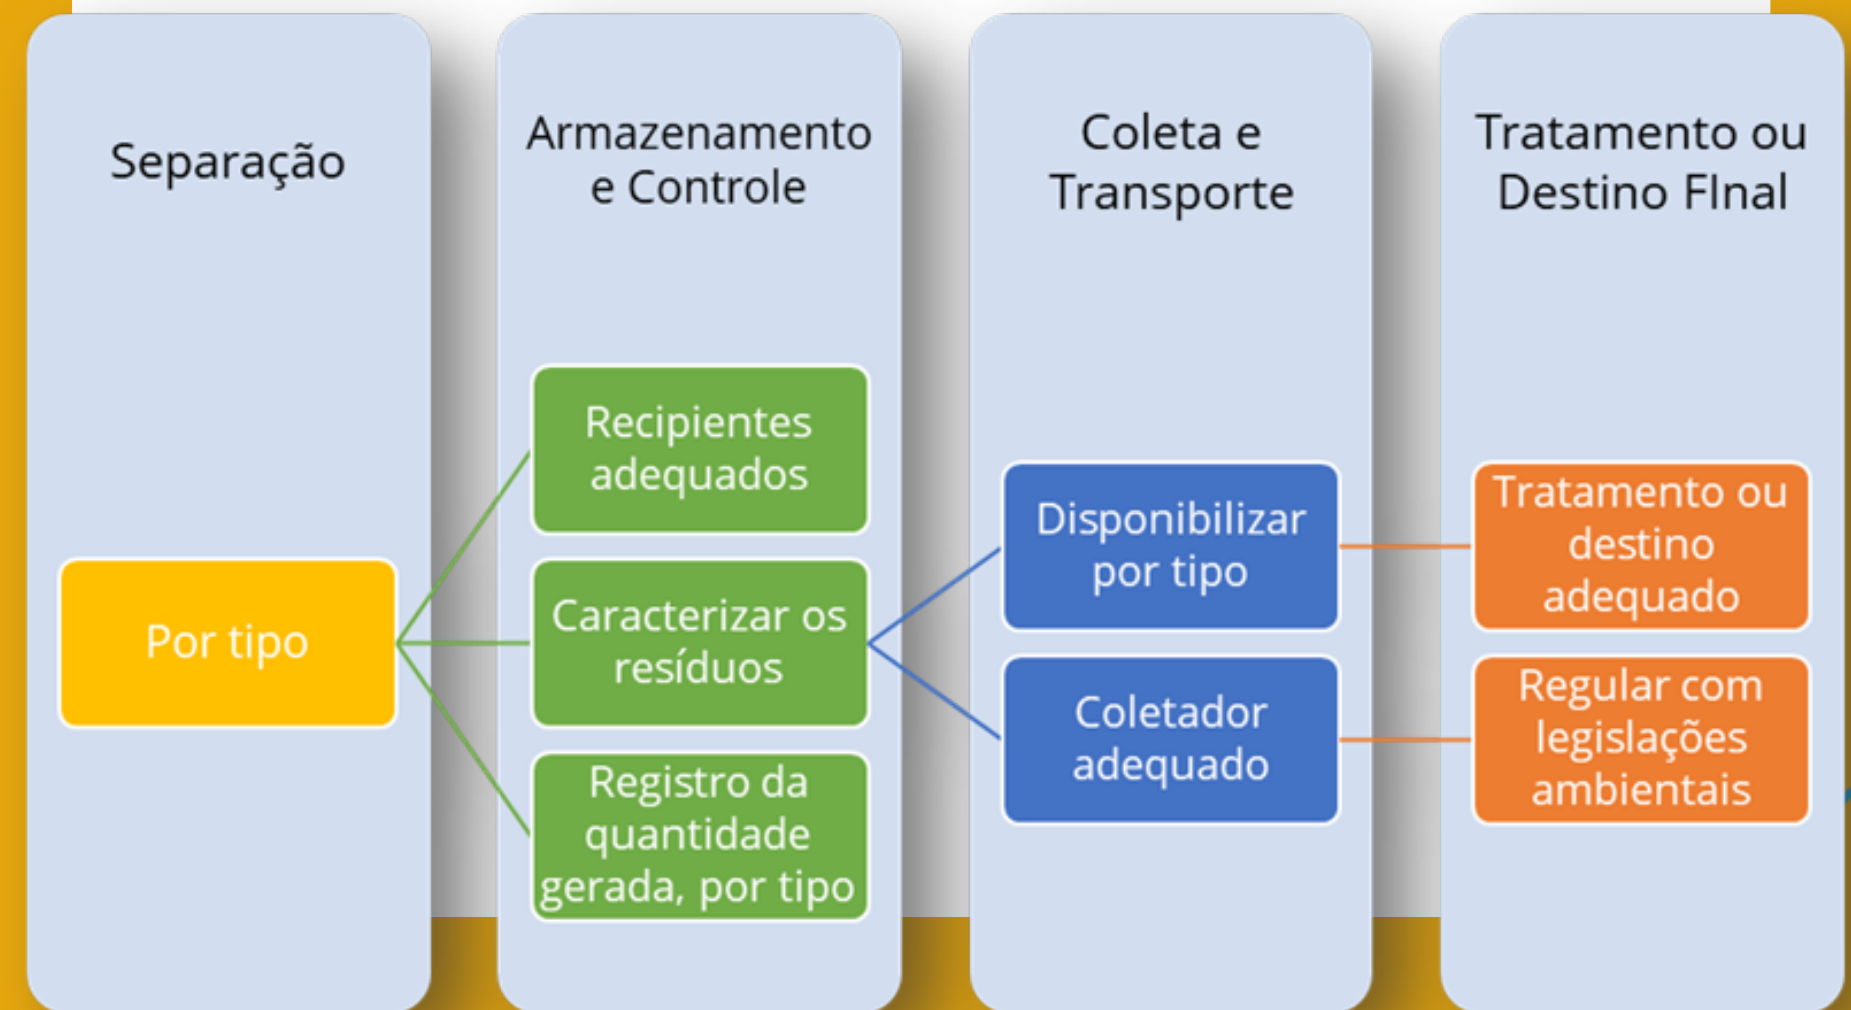 Separação
Armazenamento
e Controle
Coleta e
Transporte
Tratamento ou
Destino FInal
Por tipo
Recipientes
adequados
Caracterizar os
resíduos
Registro da
quantidade
gerada, por tipo
Disponibilizar
por tipo
Coletador
adequado
Tratamento ou
destino
adequado
Regular com
legislações
ambientais